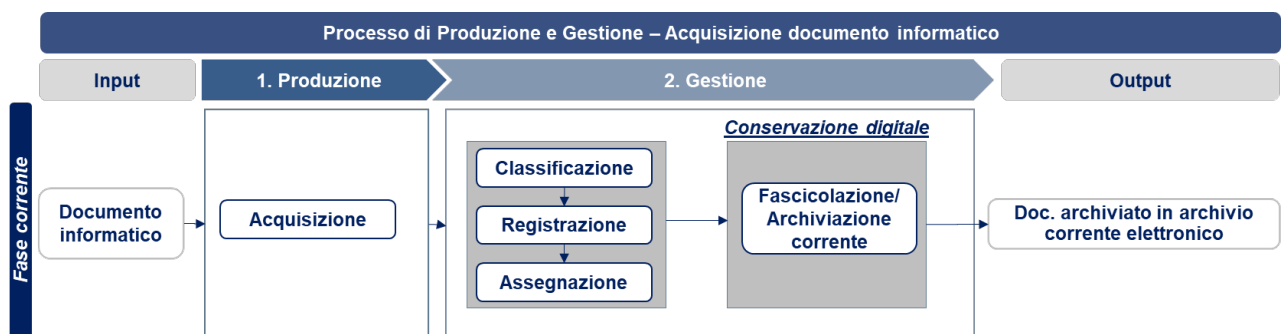 Processo di Produzione e Gestione – Acquisizione documento informatico
Input
1. Produzione
2. Gestione
Output
Fase corrente
Documento
informatico
Acquisizione
Classificazione
Registrazione
Assegnazione
Conservazione digitale
Fascicolazione/
Archiviazione
corrente
Doc. archiviato in archivio
corrente elettronico